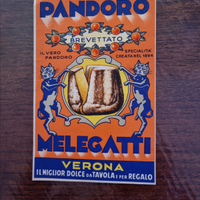 PANDORO
BREVETTATO
IL VERO
PANDORO
SPECIALITÀ
CREATA NEL 1894
MELEGATTI
VERONA
IL MIGLIOR DOLCE DA TAVOLA E PER REGALO